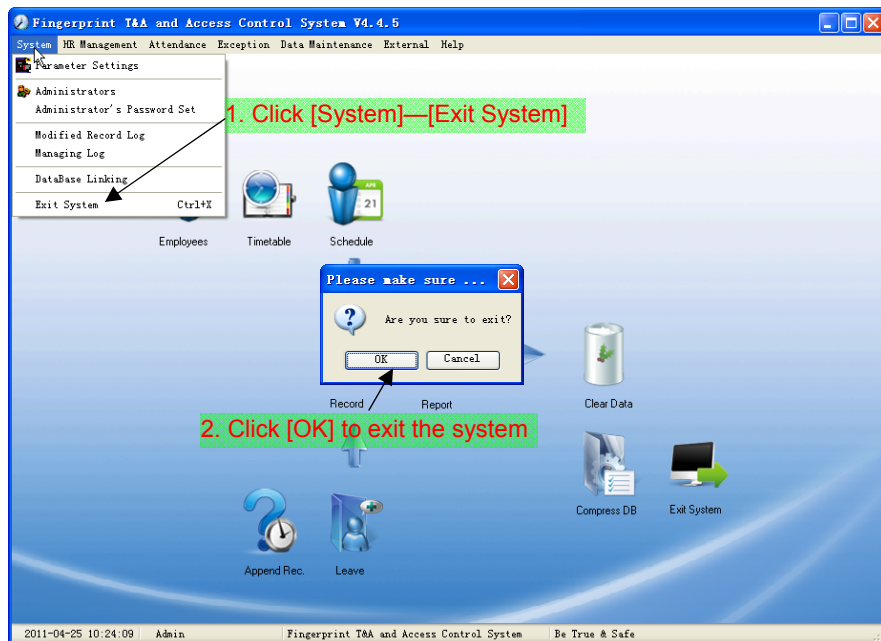 Fingerprint T&A and Access Control System V4.4.5
System HR Management Attendance Exception Data Maintenance External Help
Parameter Settings
Administrators
Administrator's Password Set
1. Click [System]—[Exit System]
Modified Record Log
Managing Log
DataBase Linking
Exit System Ctrl+X
APR
21
Employees Timetable Schedule
Please make sure ...
Are you sure to exit?
OK Cancel
Record Report Clear Data
2. Click [OK] to exit the system
Compress DB Exit System
Append Rec. Leave
2011-04-25 10:24:09 Admin Fingerprint T&A and Access Control System Be True & Safe